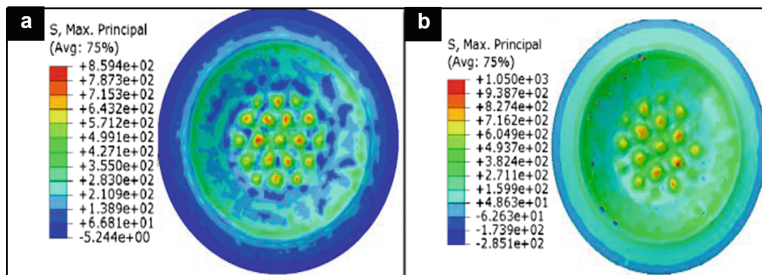 a
S, Max. Principal
(Avg: 75%)
+8.594e+02
+7.873e+02
+7.153e+02
+6.432e+02
+5.712e+02
+4.991e+02
+4.271e+02
+3.550e+02
+2.830e+02
+2.109e+02
+1.389e+02
+6.681e+01
-5.244e+00
b
S, Max. Principal
(Avg: 75%)
+1.050e+03
+9.387e+02
+8.274e+02
+7.162e+02
+6.049e+02
+4.937e+02
+3.824e+02
+2.711e+02
+1.599e+02
+4.863e+01
-6.263e+01
-1.739e+02
-2.851e+02